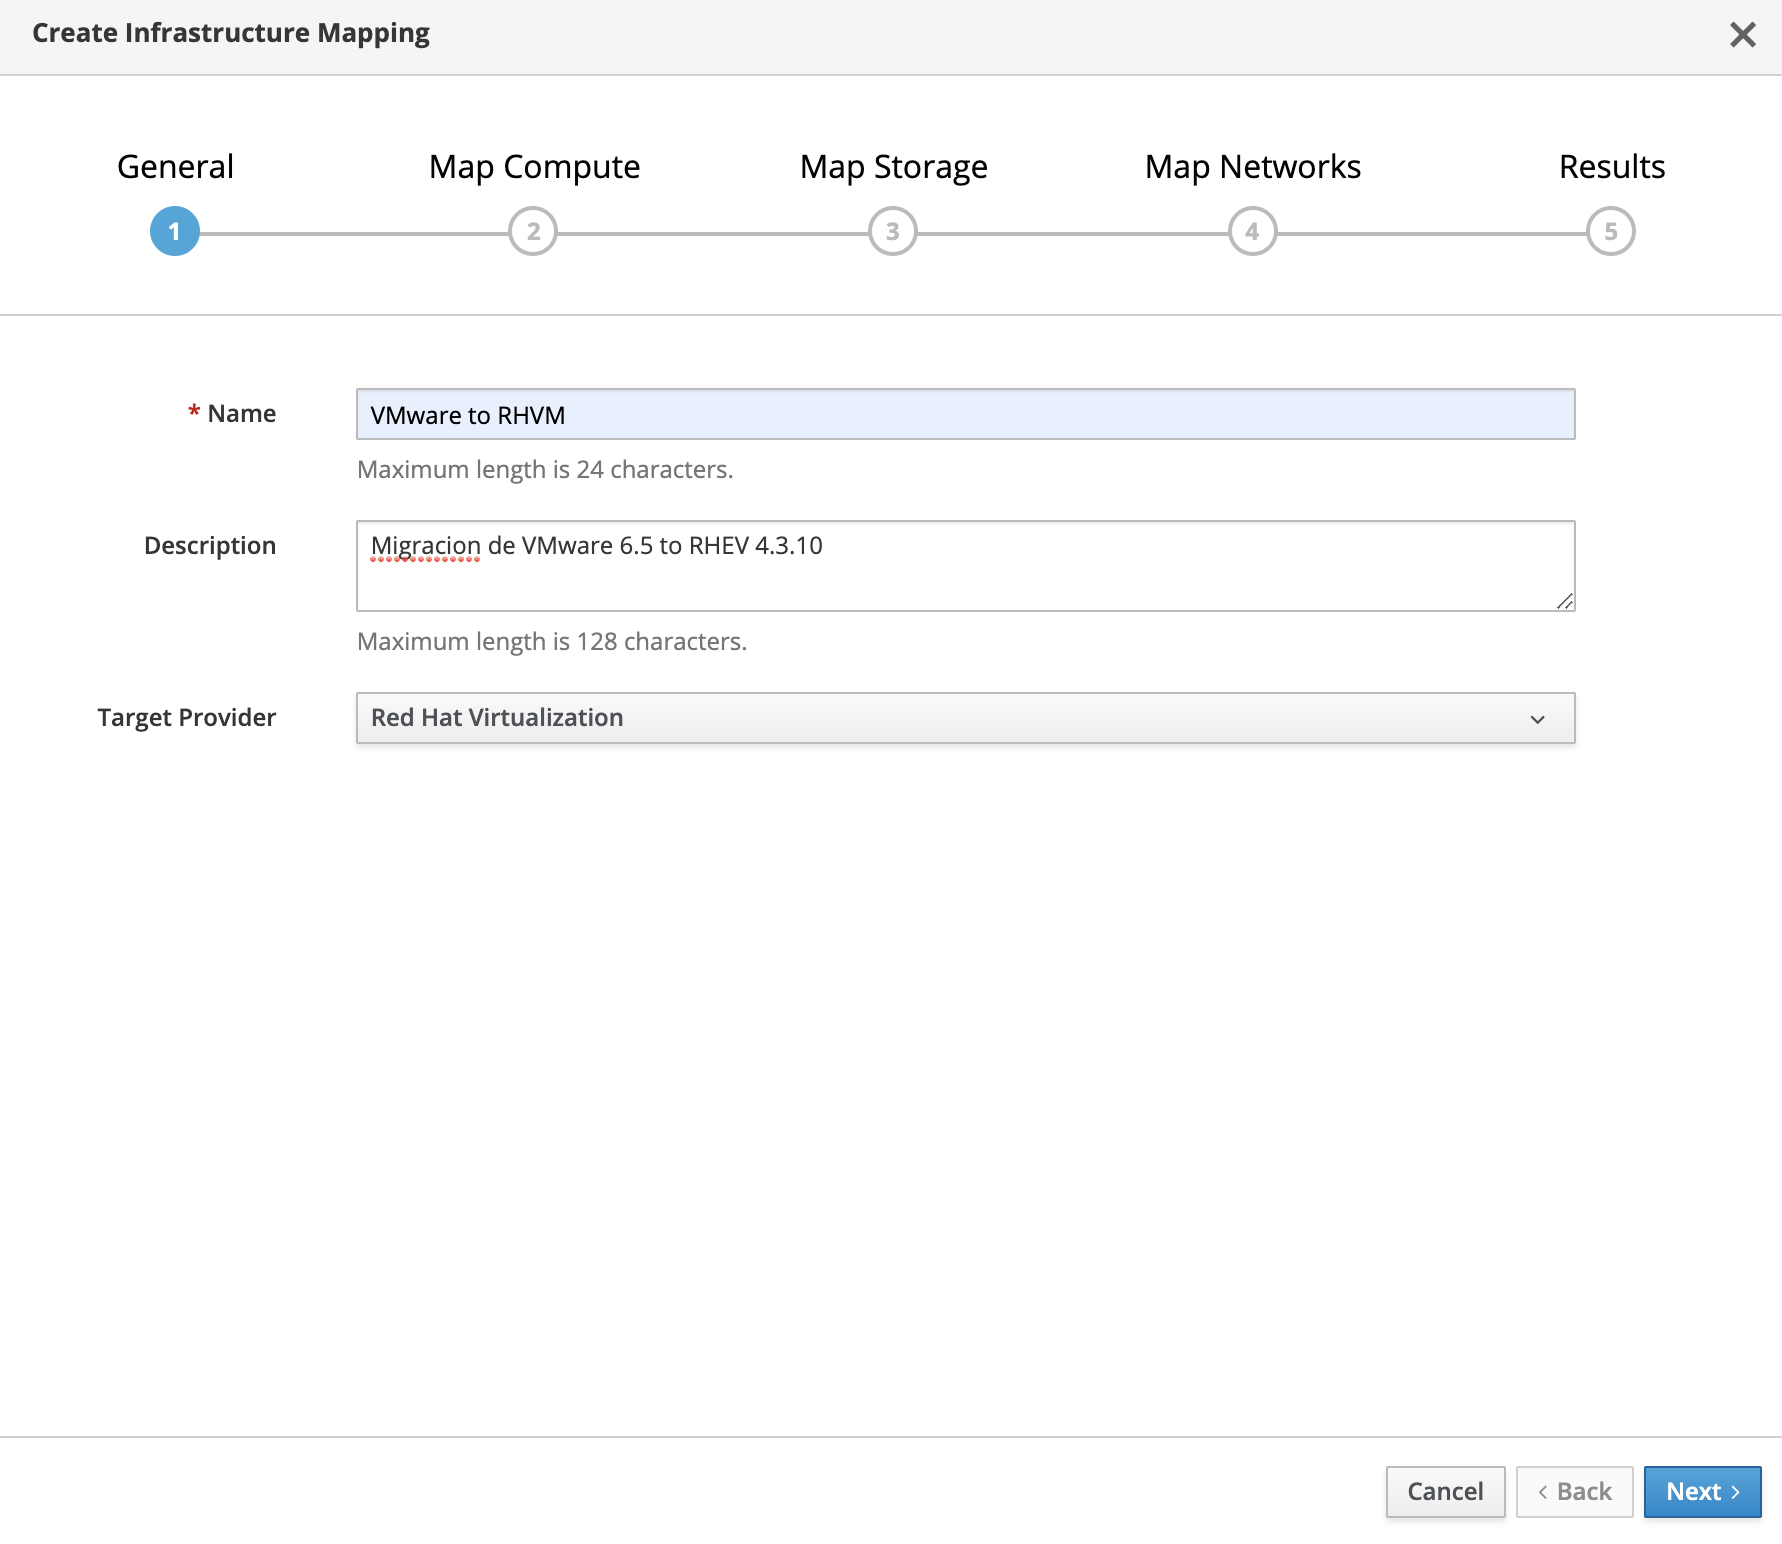 Create Infrastructure Mapping
General
Map Compute
Map Storage
Map Networks
Results
1
2
3
4
5
* Name
VMware to RHVM
Maximum length is 24 characters.
Description
Migracion de VMware 6.5 to RHEV 4.3.10
Maximum length is 128 characters.
Target Provider
Red Hat Virtualization
Cancel
< Back
Next >